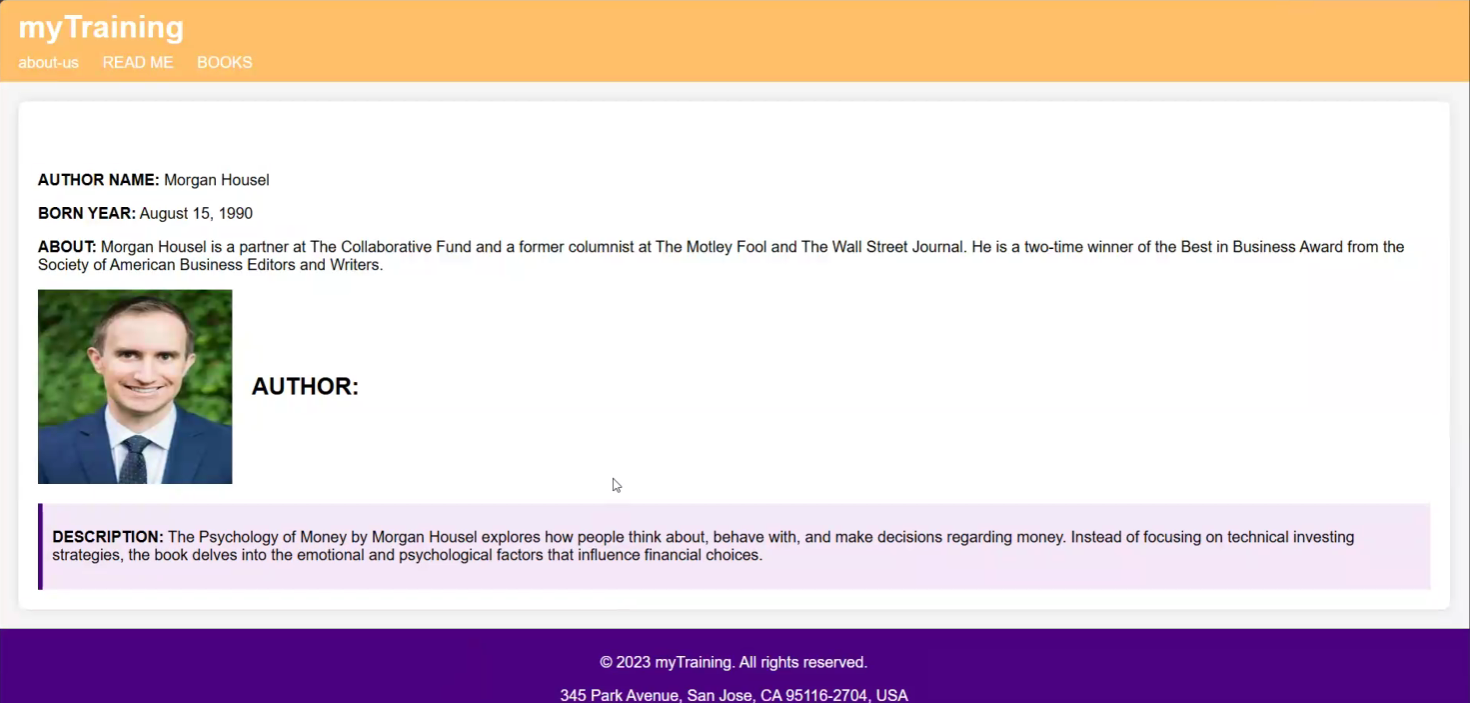 myTraining
about-us READ ME BOOKS
AUTHOR NAME: Morgan Housel
BORN YEAR: August 15, 1990
ABOUT: Morgan Housel is a partner at The Collaborative Fund and a former columnist at The Motley Fool and The Wall Street Journal. He is a two-time winner of the Best in Business Award from the
Society of American Business Editors and Writers.
AUTHOR:
DESCRIPTION: The Psychology of Money by Morgan Housel explores how people think about, behave with, and make decisions regarding money. Instead of focusing on technical investing
strategies, the book delves into the emotional and psychological factors that influence financial choices.
© 2023 myTraining. All rights reserved.
345 Park Avenue, San Jose, CA 95116-2704, USA